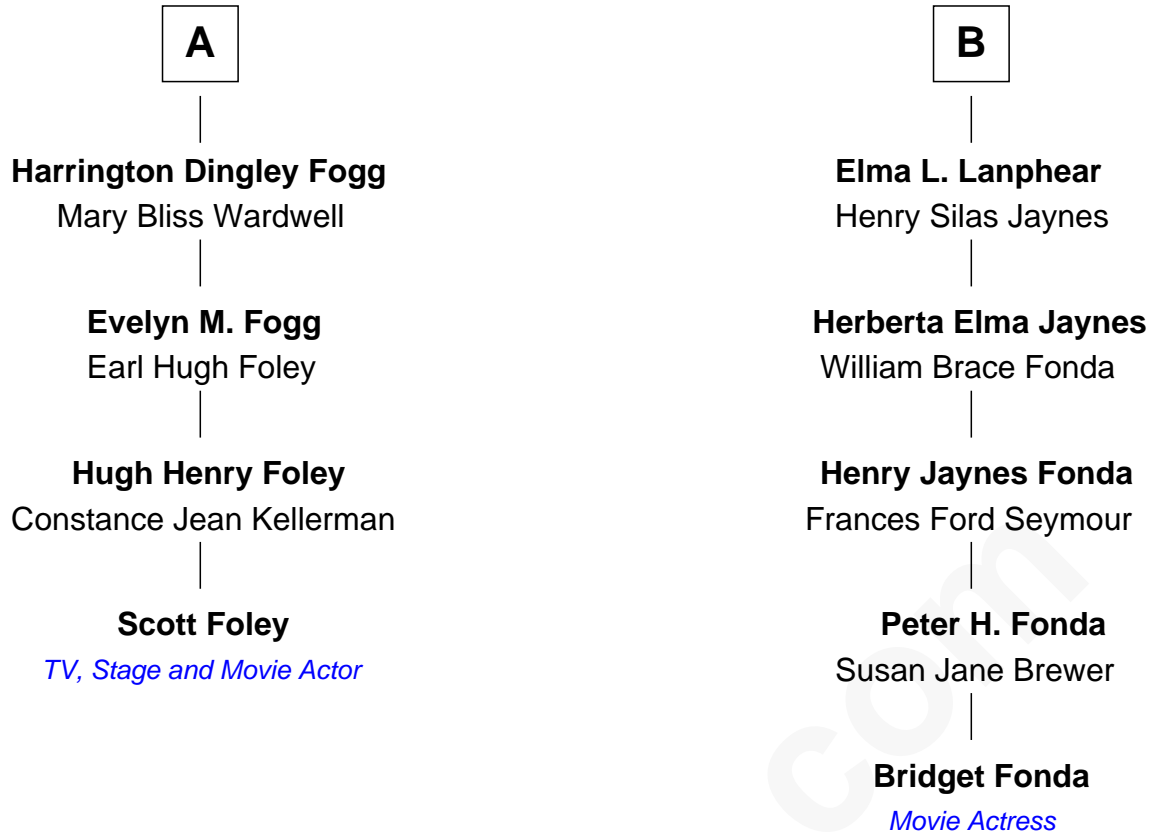 A
Harrington Dingley Fogg
Mary Bliss Wardwell
Evelyn M. Fogg
Earl Hugh Foley
Hugh Henry Foley
Constance Jean Kellerman
Scott Foley
TV, Stage and Movie Actor
B
Elma L. Lanphear
Henry Silas Jaynes
Herberta Elma Jaynes
William Brace Fonda
Henry Jaynes Fonda
Frances Ford Seymour
Peter H. Fonda
Susan Jane Brewer
Bridget Fonda
Movie Actress
com